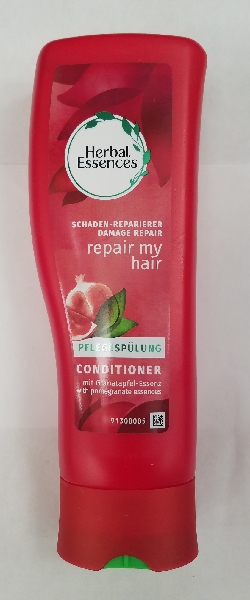 Herbal
Essences
SCHADEN-REPARIERER
DAMAGE REPAIR
repair my
hair
PFLEGESPÜLUNG
CONDITIONER
mit Granatapfel-Essenz
with pomegranate essences
91300005